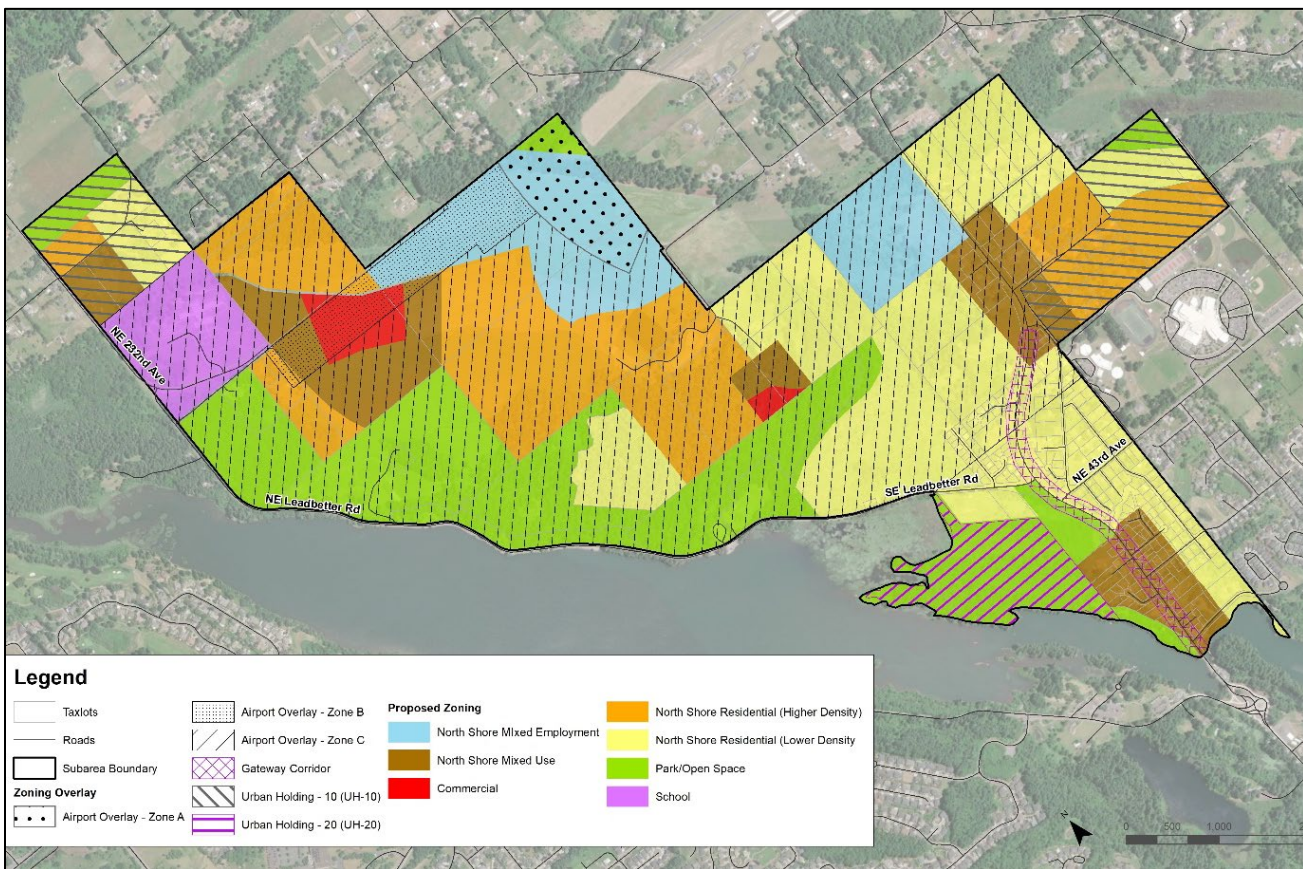 NE 232nd Ave
NE Leadbetter Rd
SE Leadbetter Rd
NE 43rd Ave
Legend
Taxlots
Roads
Subarea Boundary
Zoning Overlay
Airport Overlay - Zone A
Airport Overlay - Zone B
Airport Overlay - Zone C
Gateway Corridor
Urban Holding - 10 (UH-10)
Urban Holding - 20 (UH-20)
Proposed Zoning
North Shore MIxed Employment
North Shore Mixed Use
Commercial
North Shore Residential (Higher Density)
North Shore Residential (Lower Density
Park/Open Space
School
N
0 500 1,000